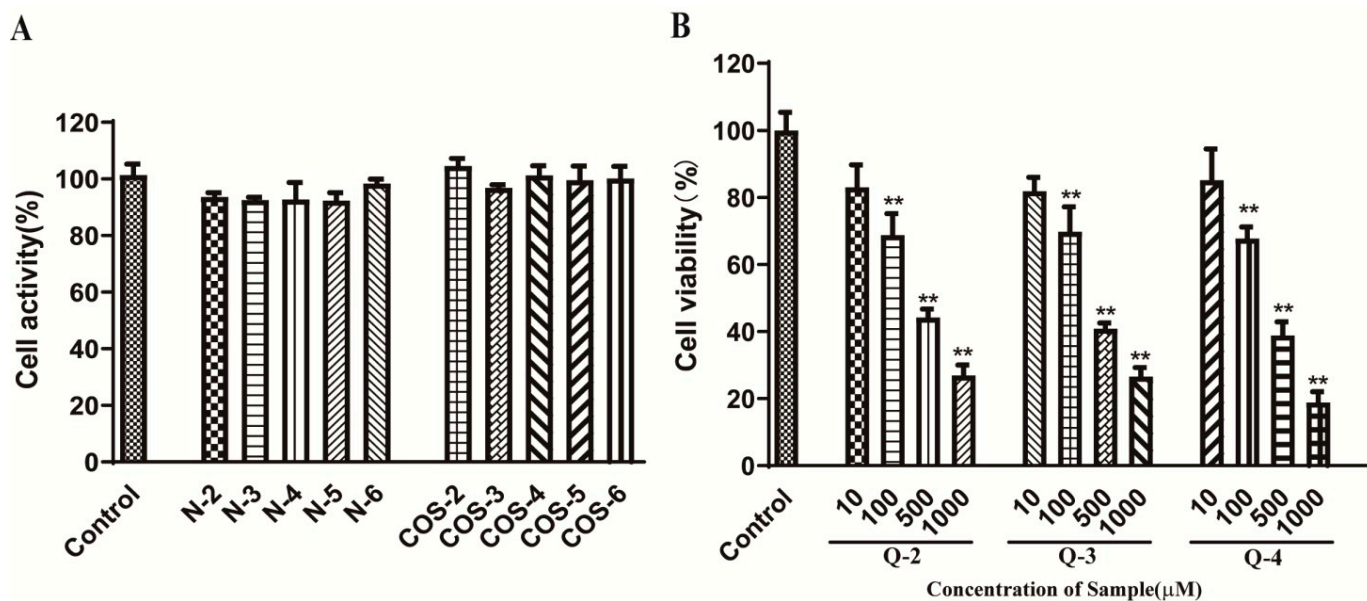 A
Cell activity(%)
120
100
80
60
40
20
0
Control
N-2
N-3
N-4
N-5
N-6
COS-2
COS-3
COS-4
COS-5
COS-6
B
Cell viability (%)
120
100
80
60
40
20
0
**
**
**
**
**
**
**
**
**
Control
10
100
500
1000
10
100
500
1000
10
100
500
1000
Q-2
Q-3
Q-4
Concentration of Sample(μM)